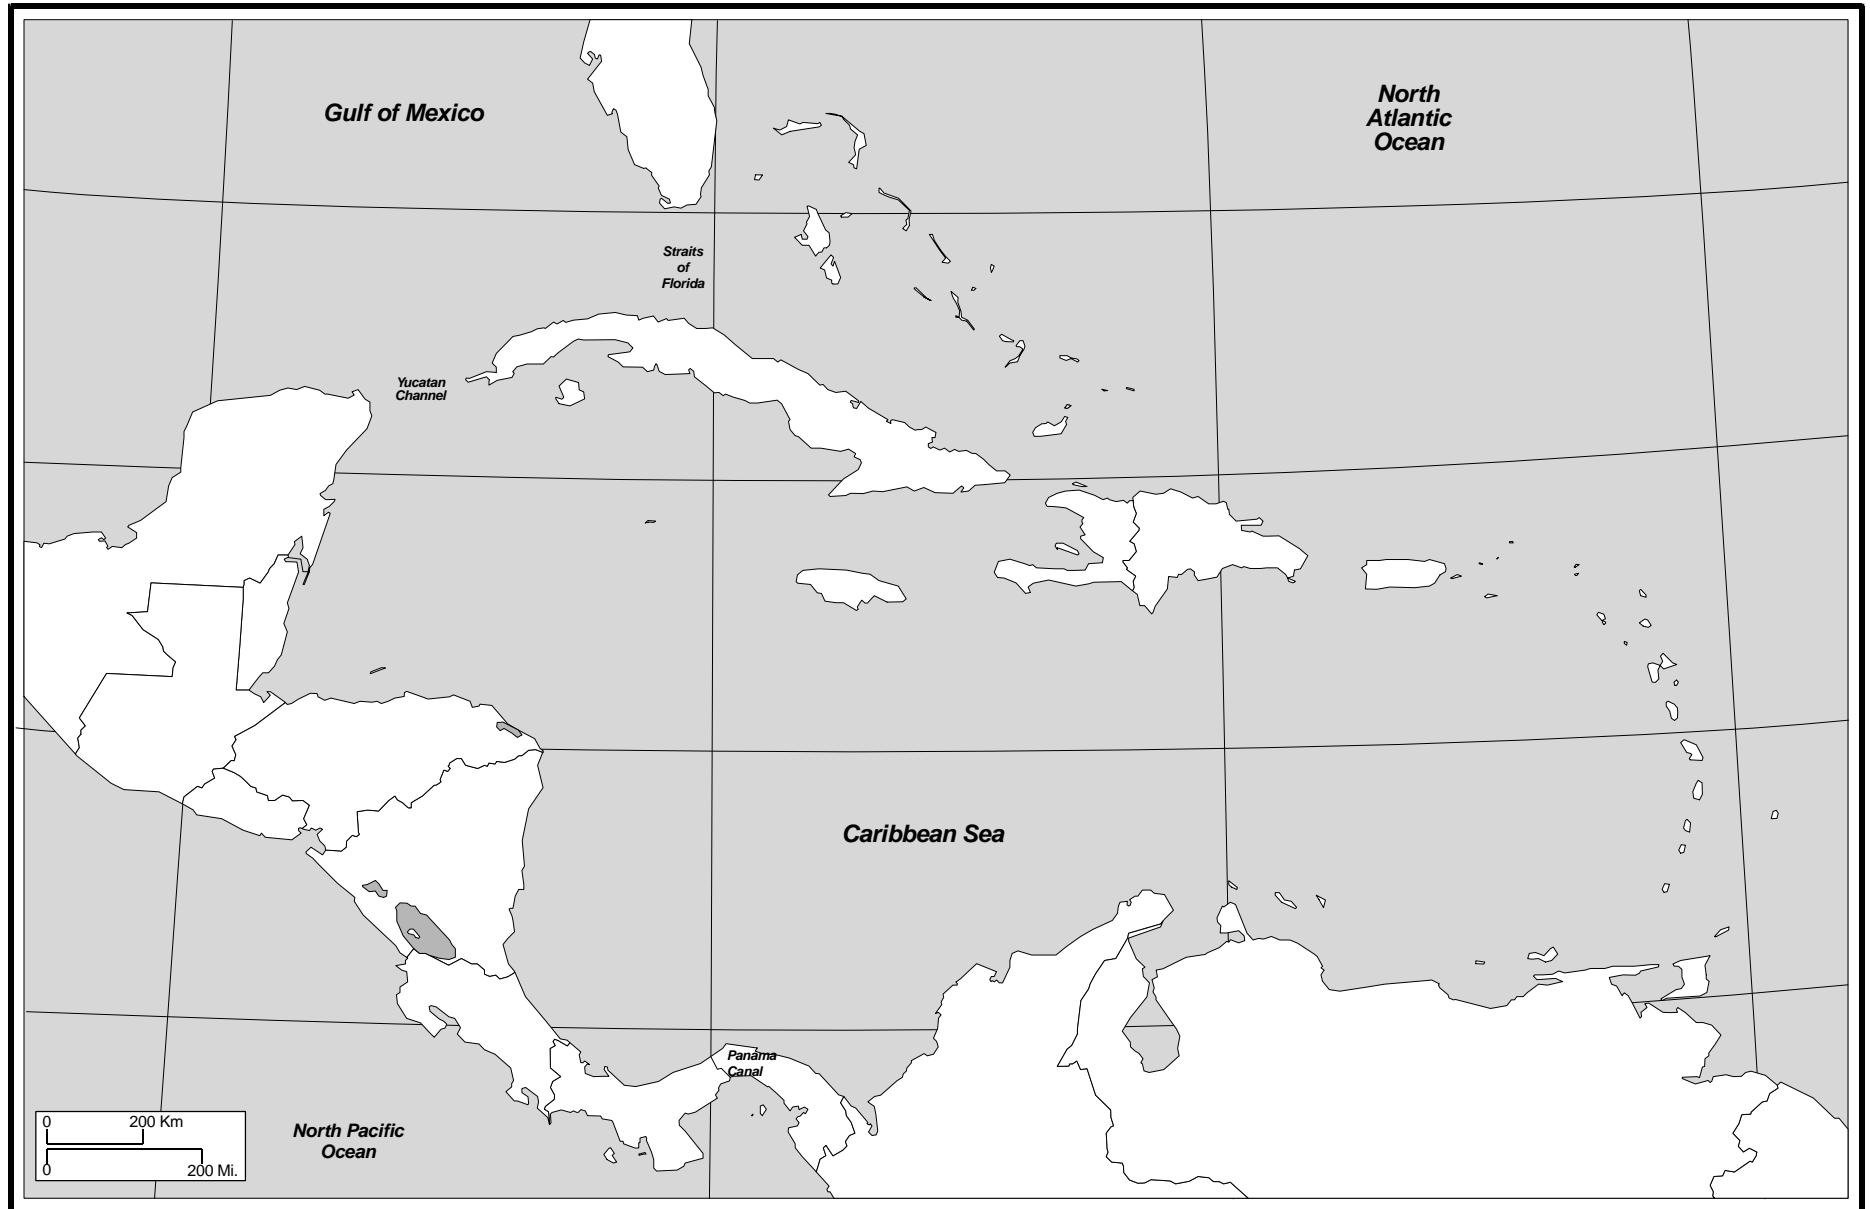 Gulf of Mexico
North
Atlantic
Ocean
Straits
of
Florida
Yucatan
Channel
Caribbean Sea
Panama
Canal
North Pacific
Ocean
0
200 Km
0
200 Mi.